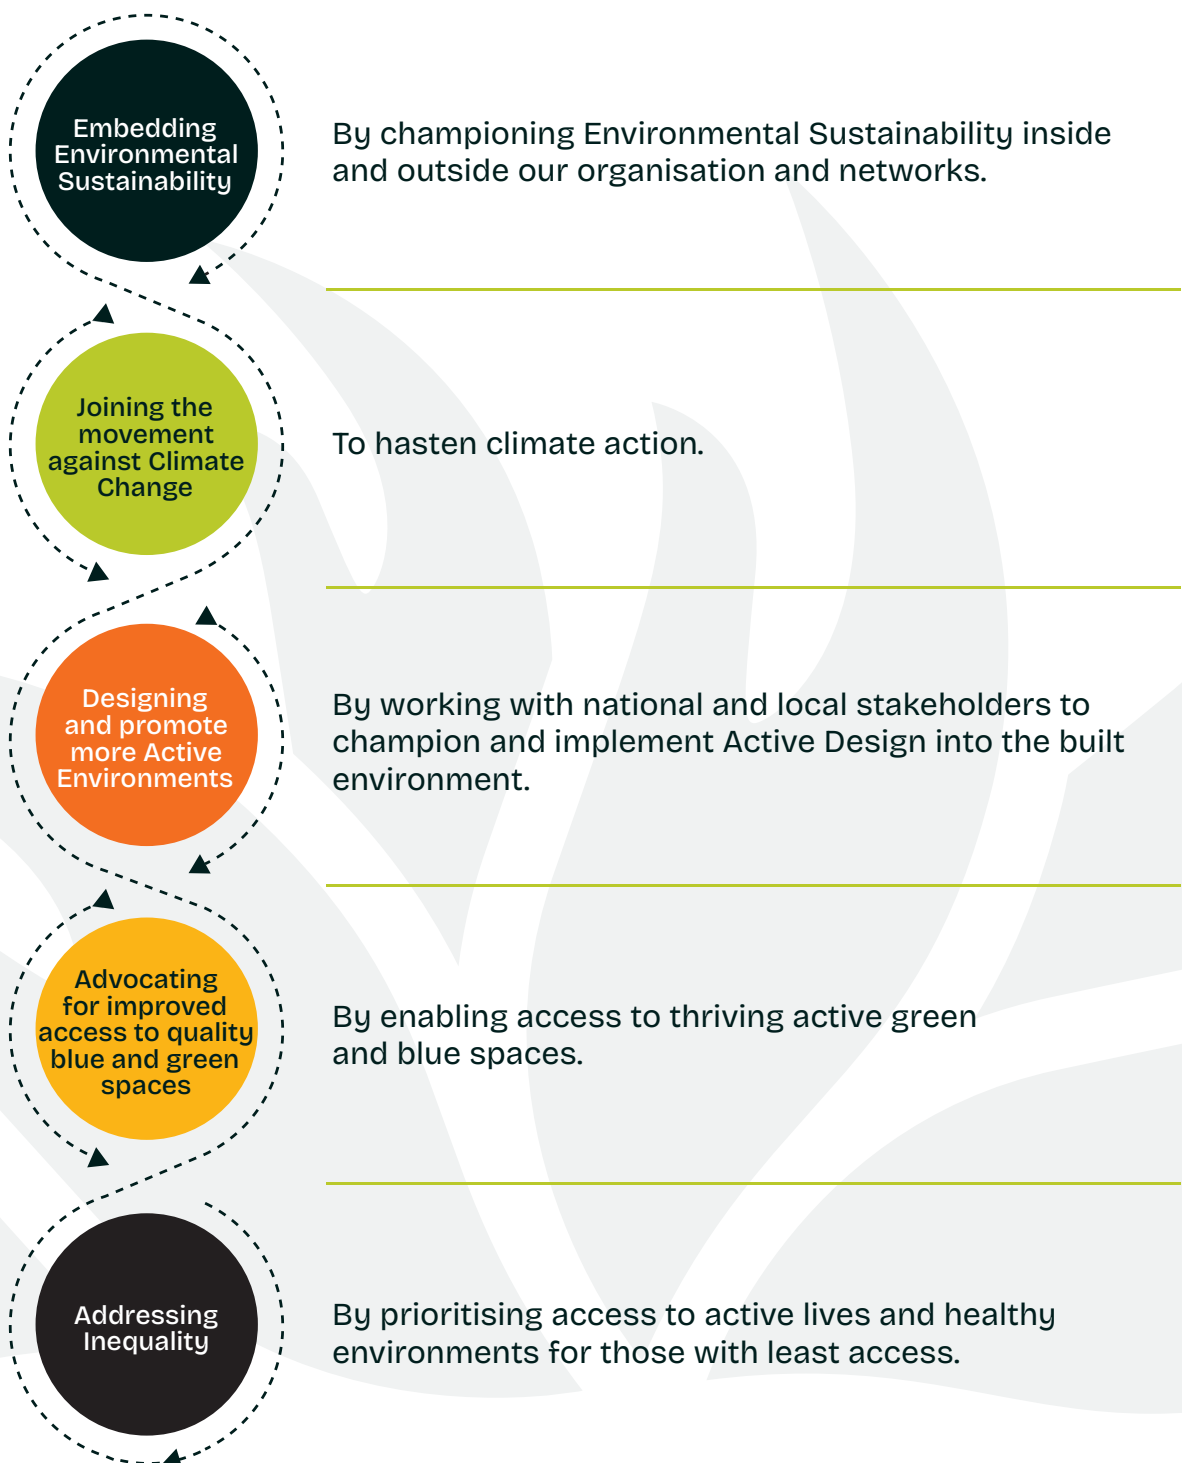 Embedding
Environmental
Sustainability
By championing Environmental Sustainability inside
and outside our organisation and networks.
Joining the
movement
against Climate
Change
To hasten climate action.
Designing
and promote
more Active
Environments
By working with national and local stakeholders to
champion and implement Active Design into the built
environment.
Advocating
for improved
access to quality
blue and green
spaces
By enabling access to thriving active green
and blue spaces.
Addressing
Inequality
By prioritising access to active lives and healthy
environments for those with least access.